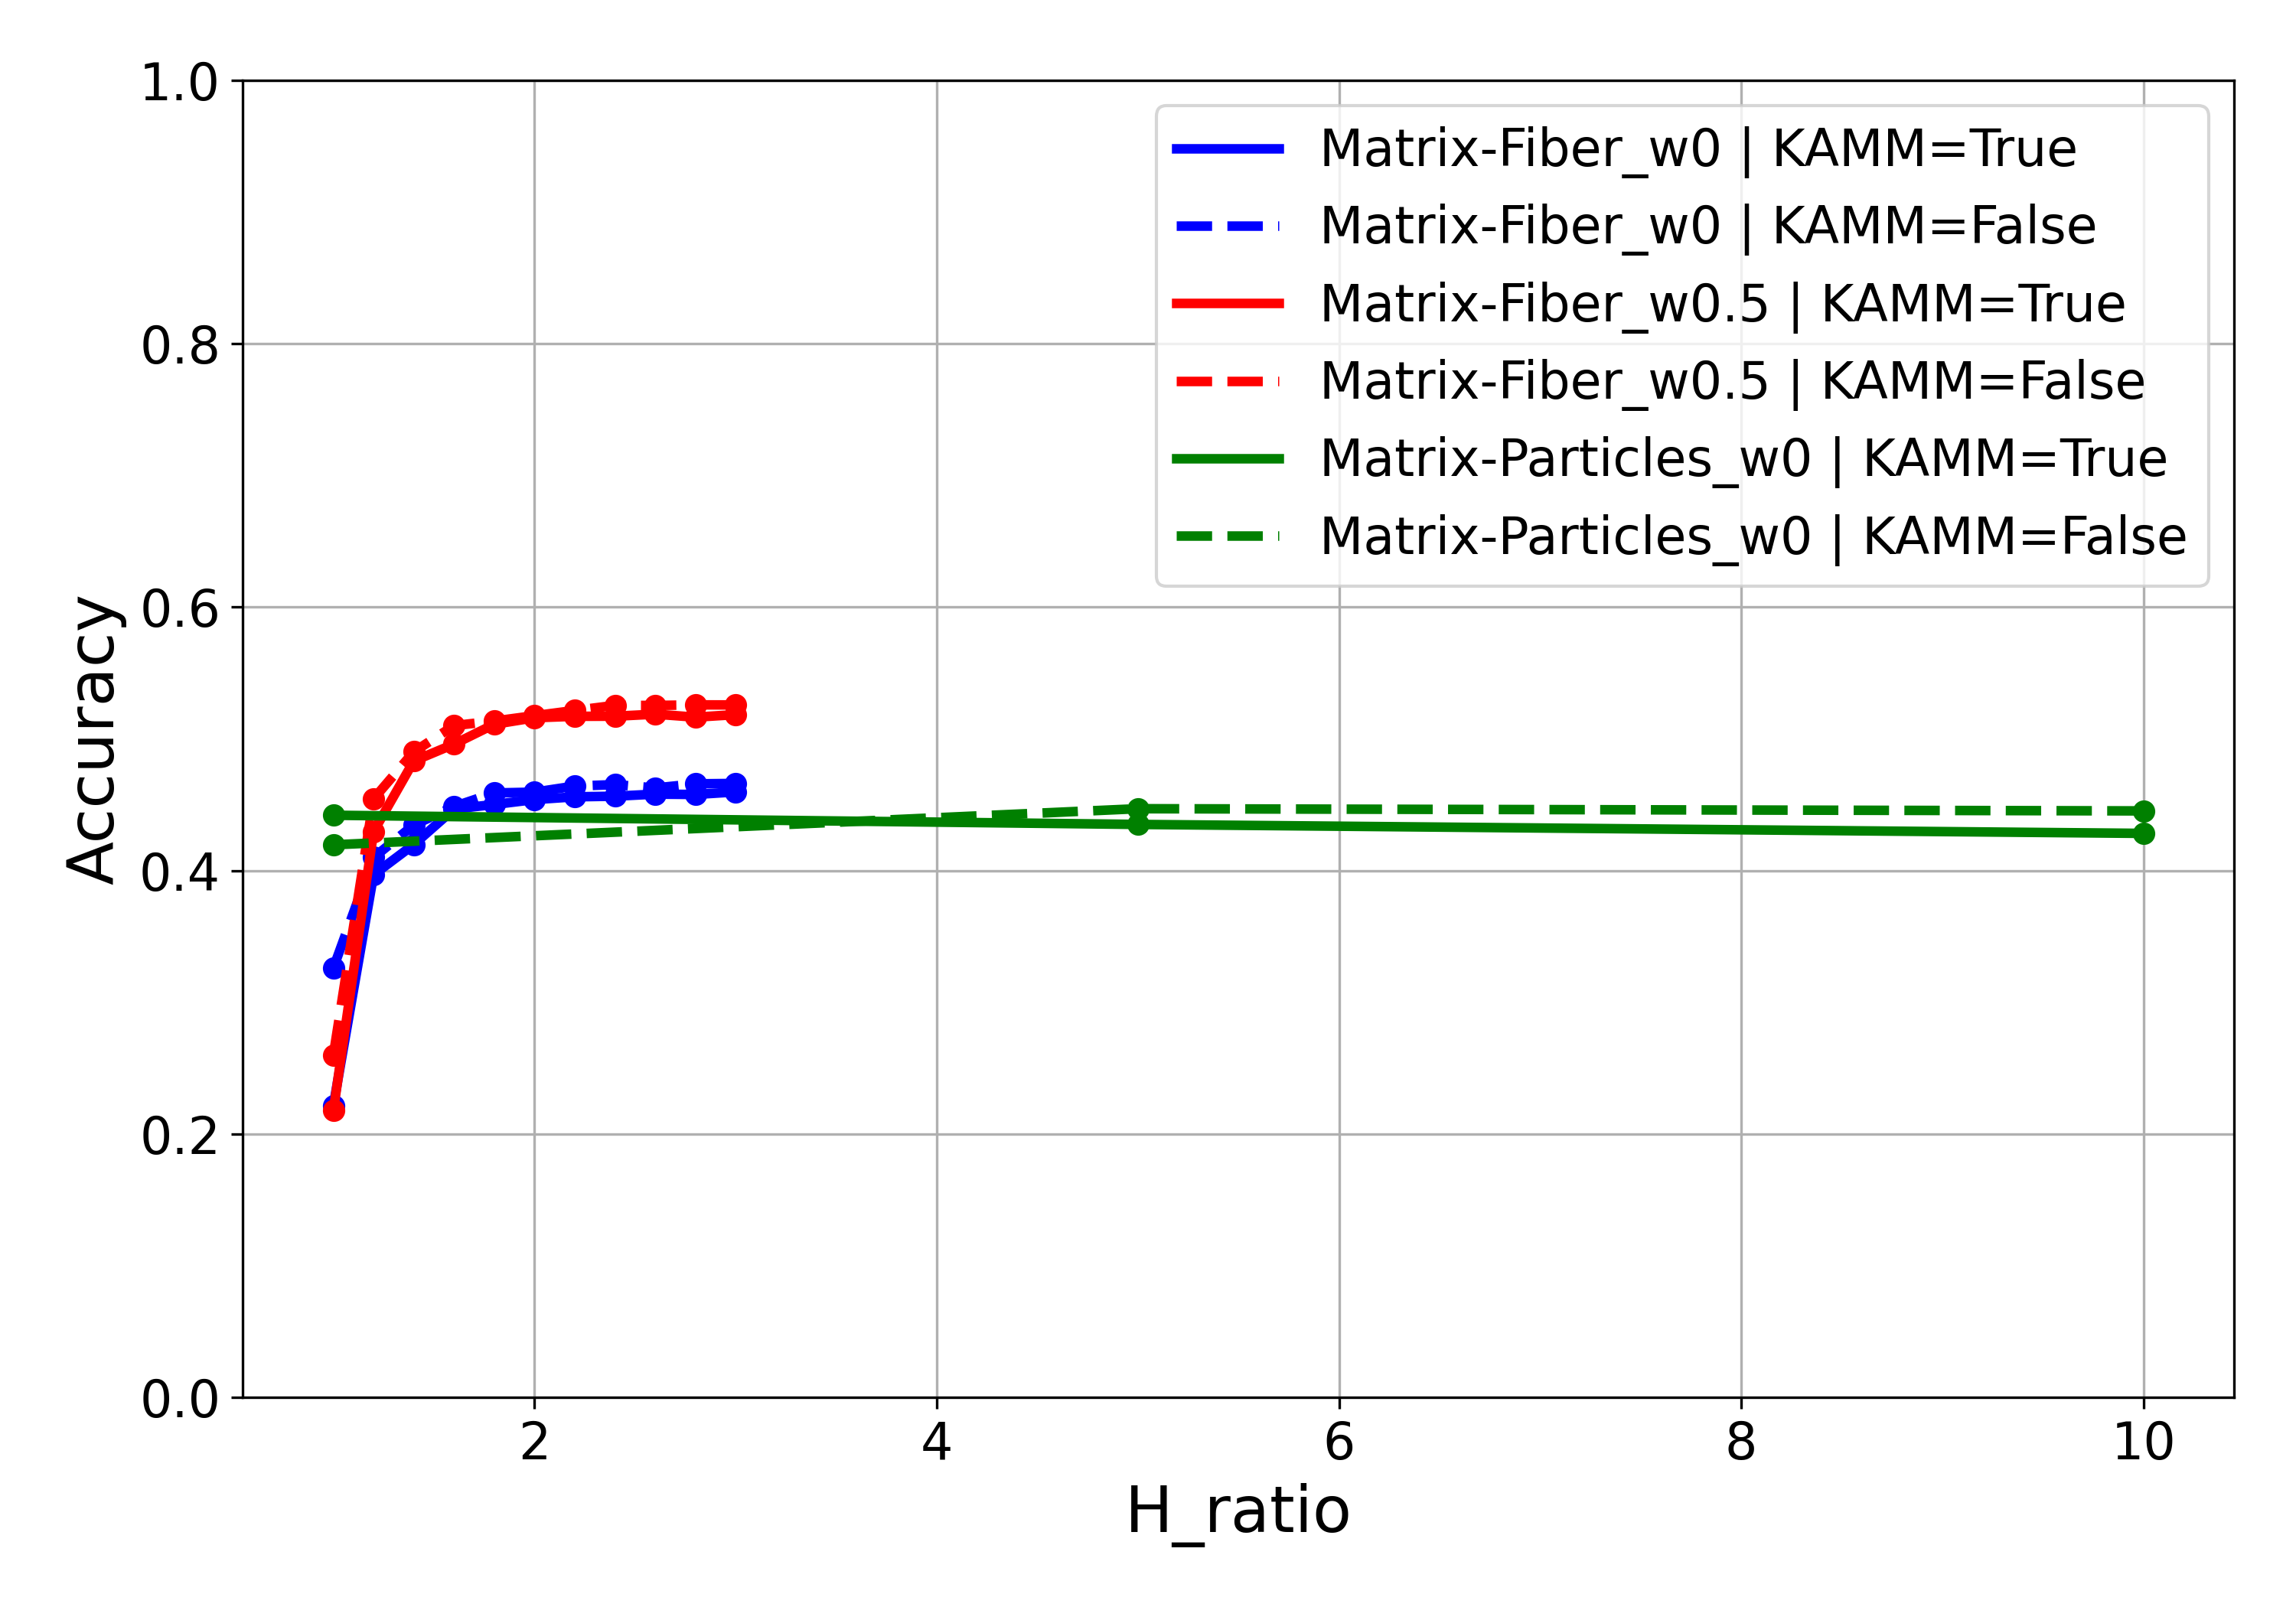 1.0
0.8
0.6
0.4
0.2
0.0
Accuracy
Matrix-Fiber_w0 | KAMM=True
Matrix-Fiber_w0 | KAMM=False
Matrix-Fiber_w0.5 | KAMM=True
Matrix-Fiber_w0.5 | KAMM=False
Matrix-Particles_w0 | KAMM=True
Matrix-Particles_w0 | KAMM=False
2 4 6 8 10
H_ratio